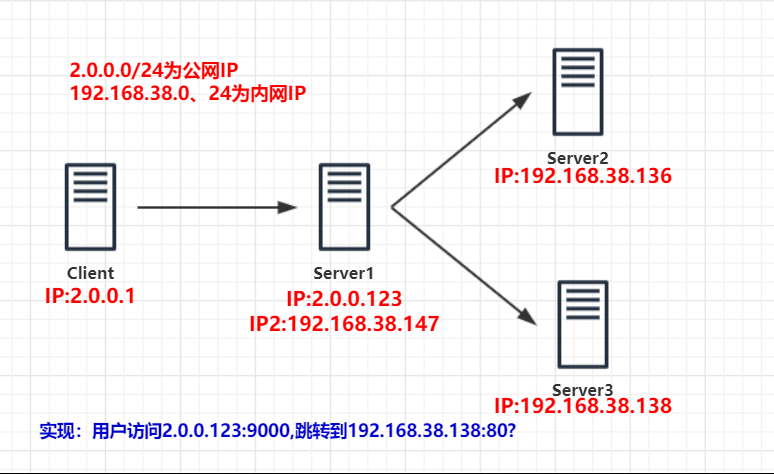 2.0.0.0/24为公网IP
192.168.38.0、24为内网IP
Server2
IP:192.168.38.136
Client
IP:2.0.0.1
Server1
IP:2.0.0.123
IP2:192.168.38.147
Server3
IP:192.168.38.138
实现：用户访问2.0.0.123:9000,跳转到192.168.38.138:80?